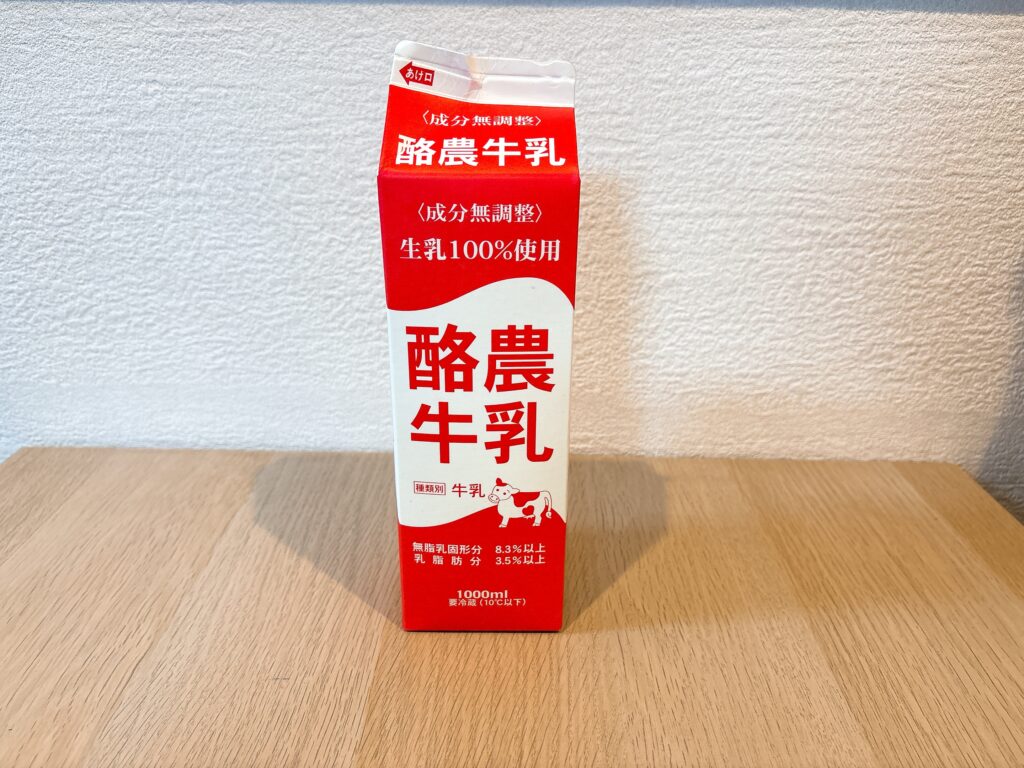 あけ口
〈成分無調整〉
酪農牛乳
〈成分無調整〉
生乳100%使用
酪農
牛乳
種類別 牛乳
無脂乳固形分 8.3%以上
乳脂肪分 3.5%以上
1000ml
要冷蔵(10℃以下)